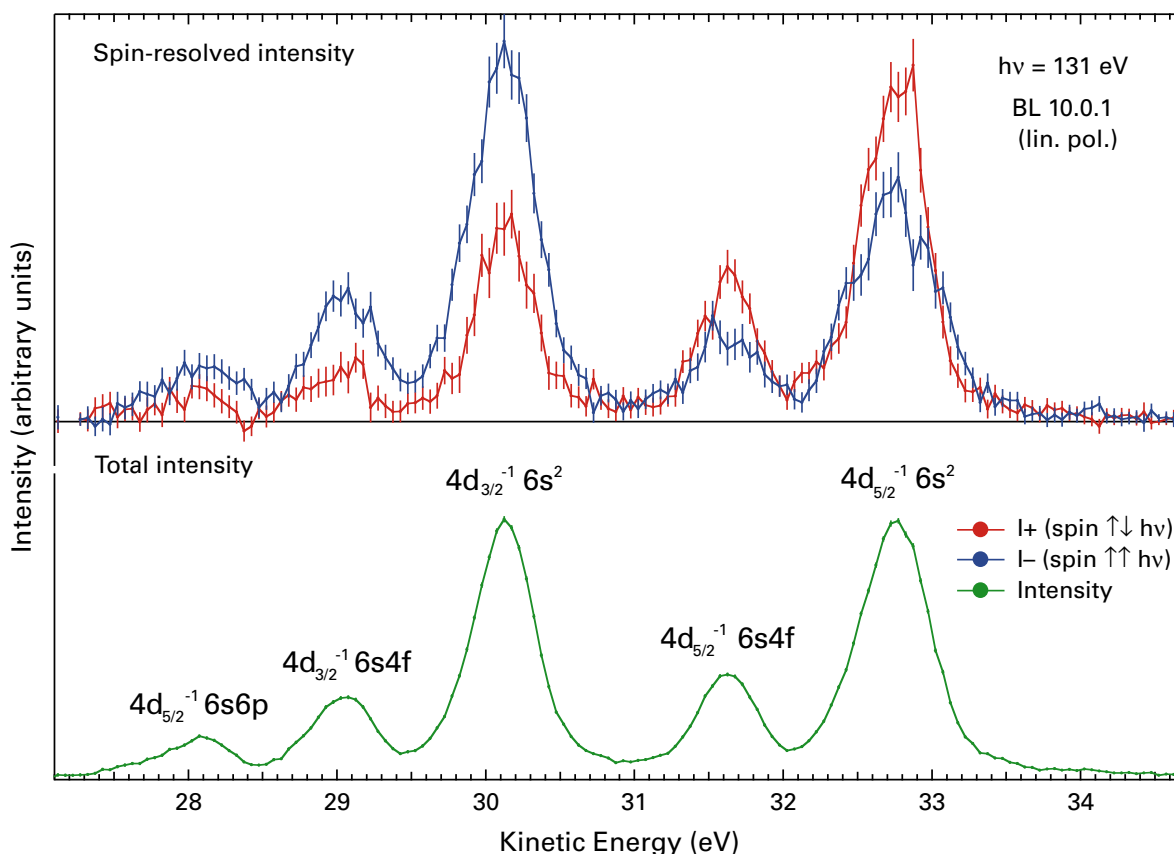 Spin-resolved intensity
hν = 131 eV
BL 10.0.1
(lin. pol.)
Intensity (arbitrary units)
Total intensity
4d₃/₂⁻¹ 6s²
4d₅/₂⁻¹ 6s²
I+ (spin ↑↓ hν)
I– (spin ↑↑ hν)
Intensity
4d₅/₂⁻¹ 6s4f
4d₃/₂⁻¹ 6s4f
4d₅/₂⁻¹ 6s6p
28 29 30 31 32 33 34
Kinetic Energy (eV)